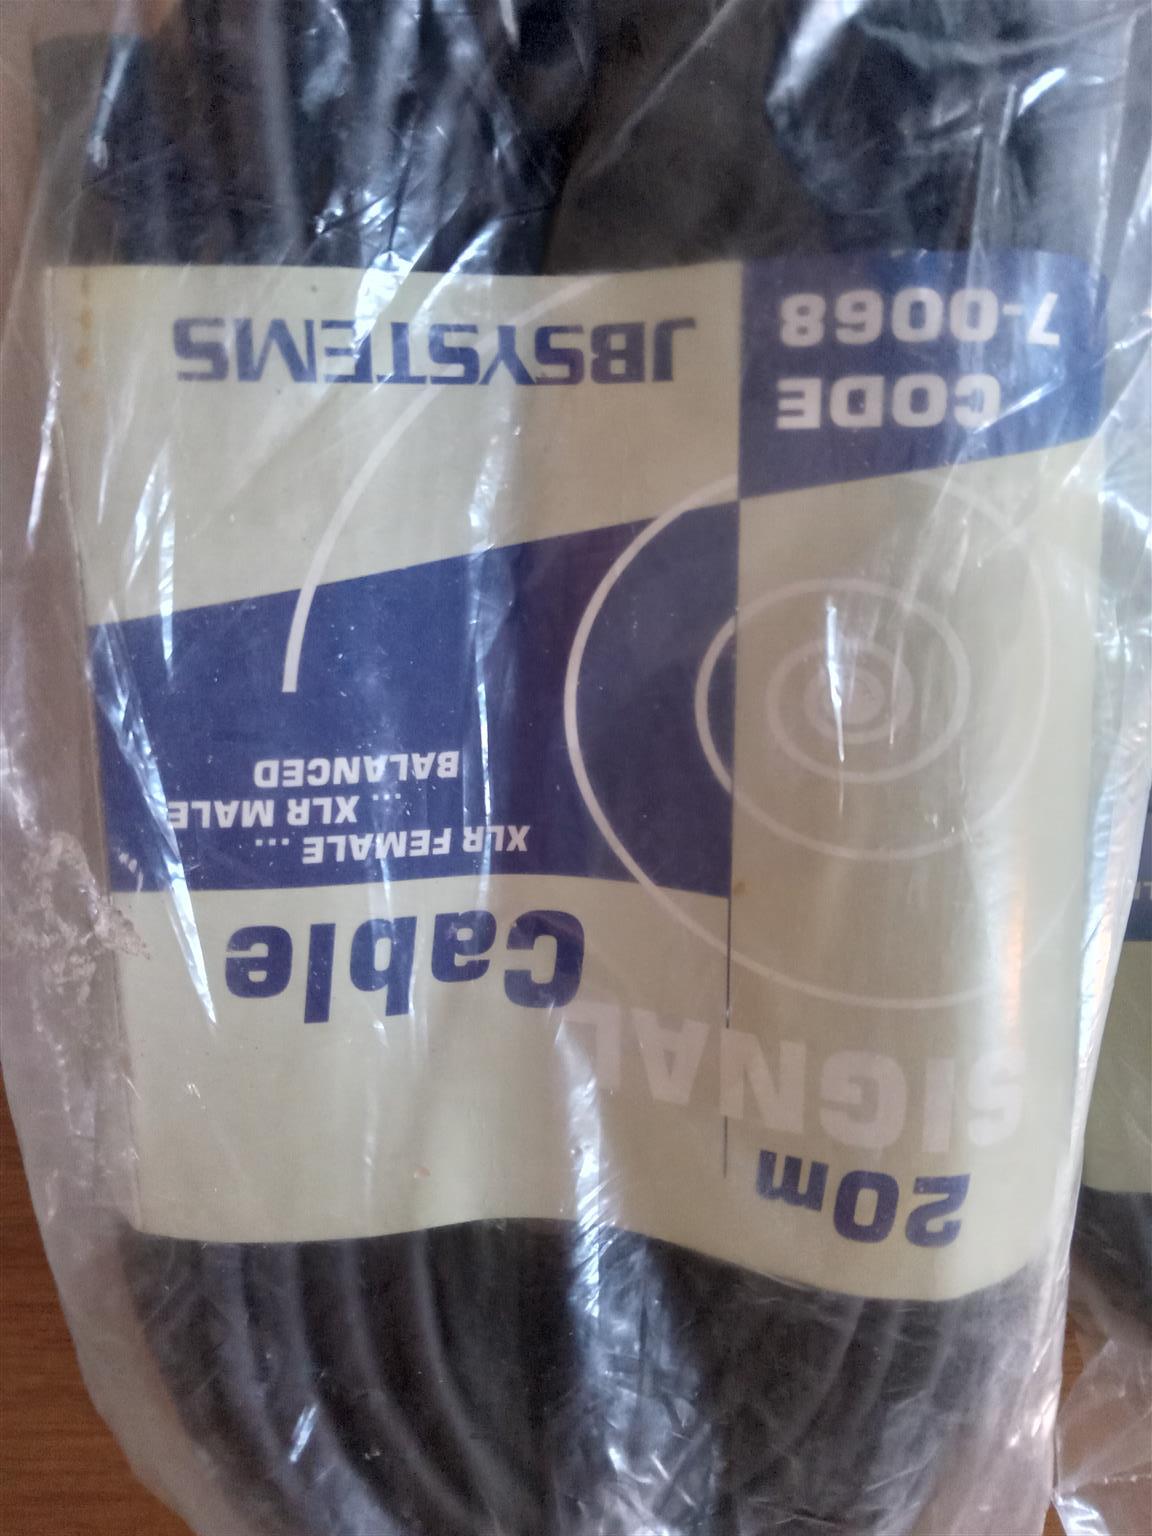 20m
SIGNAL
Cable
XLR FEMALE ...
... XLR MALE
BALANCED
CODE
7-0068
JBSYSTEMS